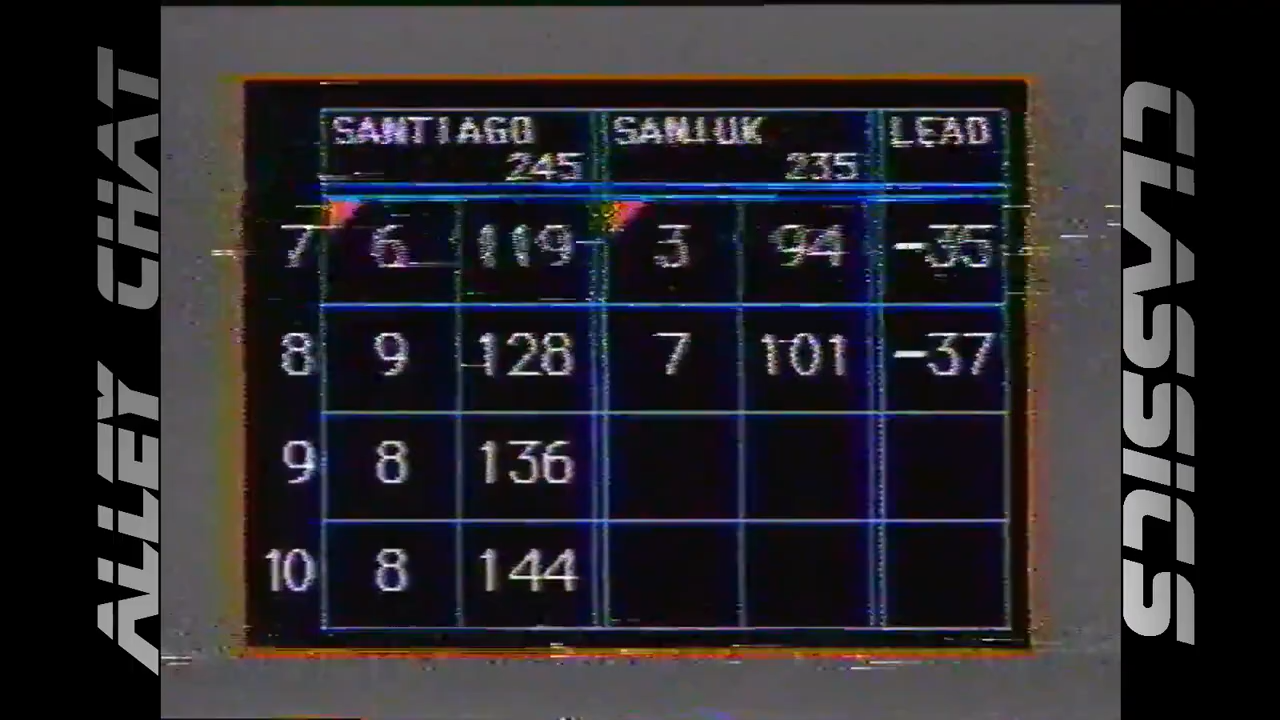 ALLEY CHAT
SANTIAGO SANIUK LEAD
245 235
7 6 119 3 94 -35
8 9 128 7 101 -37
9 8 136
10 8 144
CLASSICS